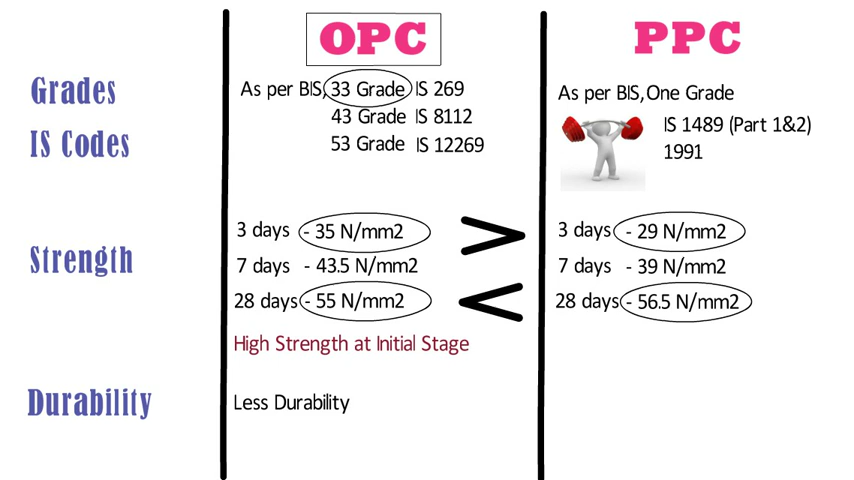 OPC
PPC
Grades
As per BIS, 33 Grade IS 269
43 Grade IS 8112
53 Grade IS 12269
As per BIS, One Grade
IS Codes
IS 1489 (Part 1&2)
1991
Strength
3 days - 35 N/mm2 >
7 days - 43.5 N/mm2
28 days - 55 N/mm2 <
3 days - 29 N/mm2
7 days - 39 N/mm2
28 days - 56.5 N/mm2
High Strength at Initial Stage
Durability
Less Durability